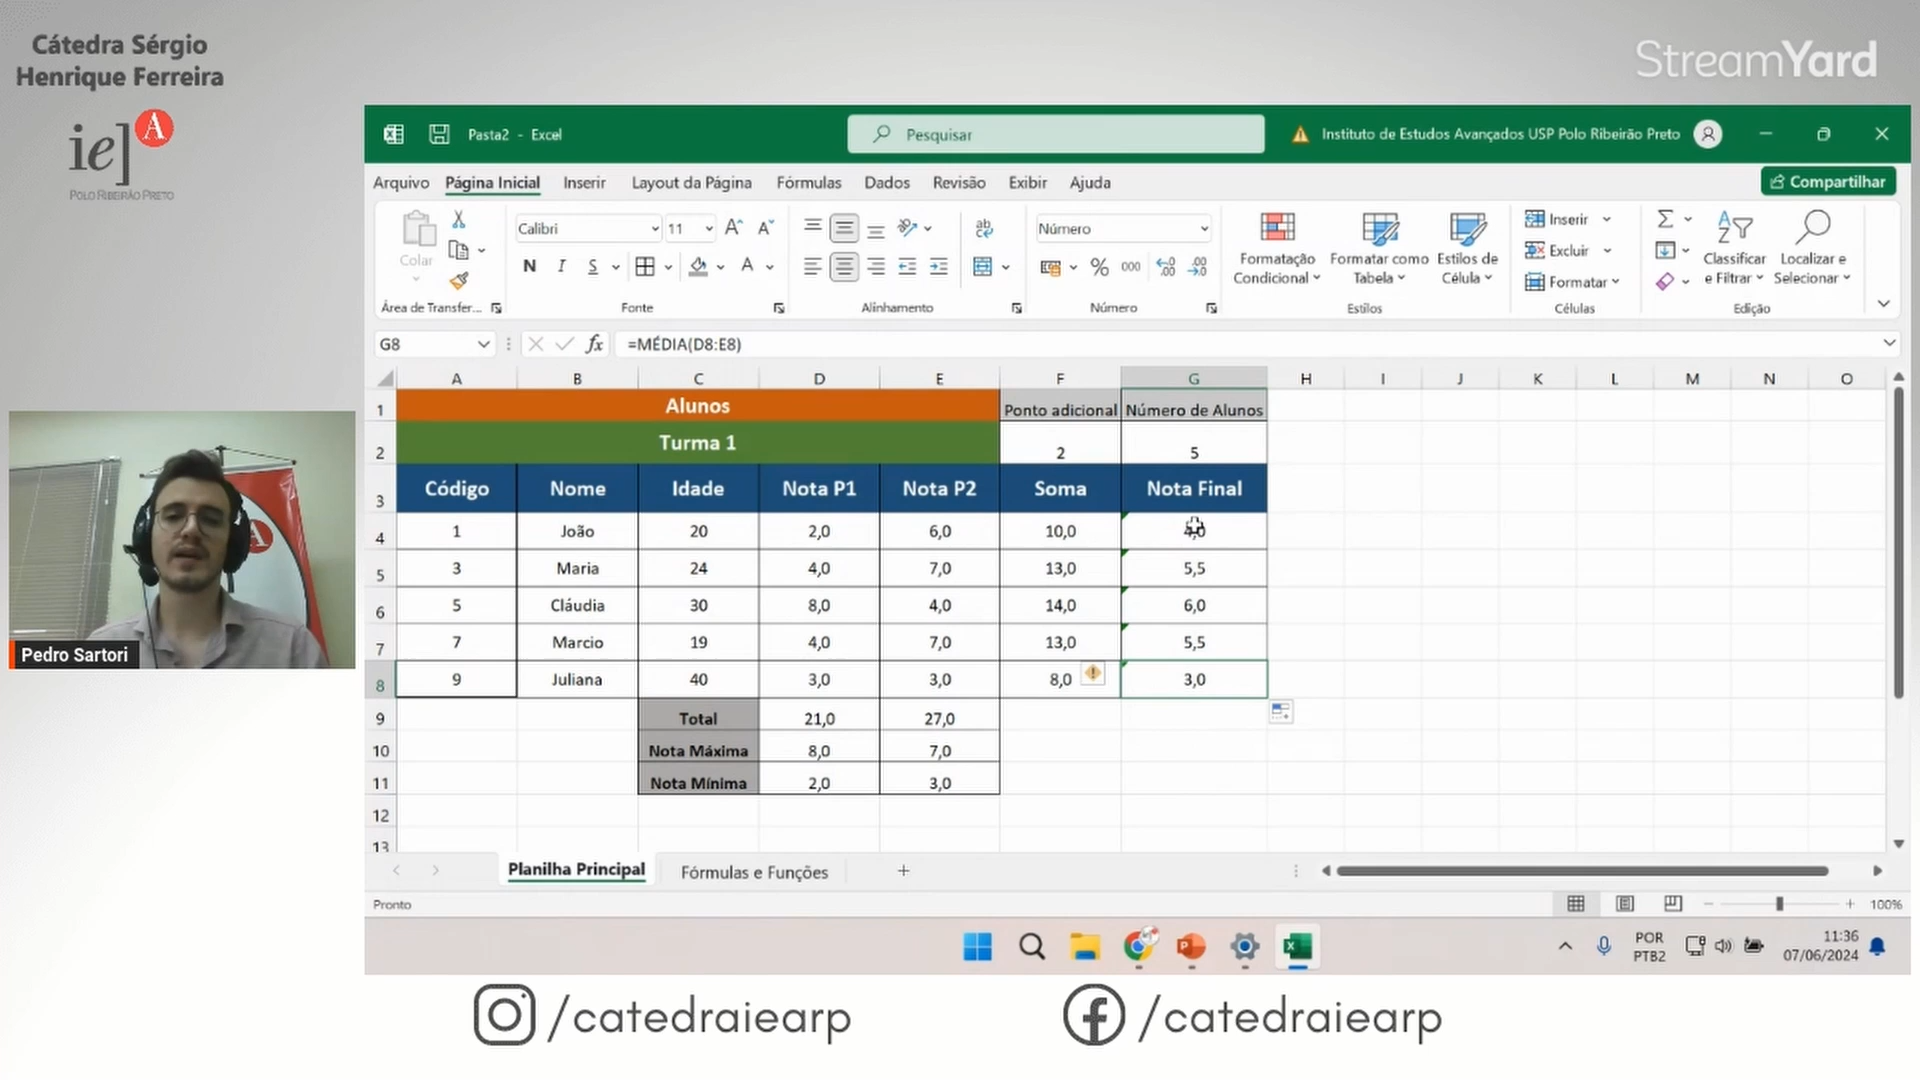 Cátedra Sérgio
Henrique Ferreira
ie] A
POLO RIBEIRÃO PRETO
StreamYard
Pasta2 - Excel
Pesquisar
Instituto de Estudos Avançados USP Polo Ribeirão Preto
Arquivo Página Inicial Inserir Layout da Página Fórmulas Dados Revisão Exibir Ajuda
Compartilhar
Colar
Calibri 11
N I S A
ab
Número
% 000
Formatação Condicional
Formatar como Tabela
Estilos de Célula
Inserir
Excluir
Formatar
Classificar e Filtrar
Localizar e Selecionar
Área de Transfer... Fonte Alinhamento Número Estilos Células Edição
G8 fx =MÉDIA(D8:E8)
A B C D E F G H I J K L M N O
1 Alunos Ponto adicional Número de Alunos
2 Turma 1 2 5
3 Código Nome Idade Nota P1 Nota P2 Soma Nota Final
4 1 João 20 2,0 6,0 10,0 4,0
5 3 Maria 24 4,0 7,0 13,0 5,5
6 5 Cláudia 30 8,0 4,0 14,0 6,0
7 7 Marcio 19 4,0 7,0 13,0 5,5
8 9 Juliana 40 3,0 3,0 8,0 3,0
9 Total 21,0 27,0
10 Nota Máxima 8,0 7,0
11 Nota Mínima 2,0 3,0
12
13
Pedro Sartori
Planilha Principal Fórmulas e Funções
Pronto
100%
POR
PTB2
11:36
07/06/2024
/catedraiearp
/catedraiearp